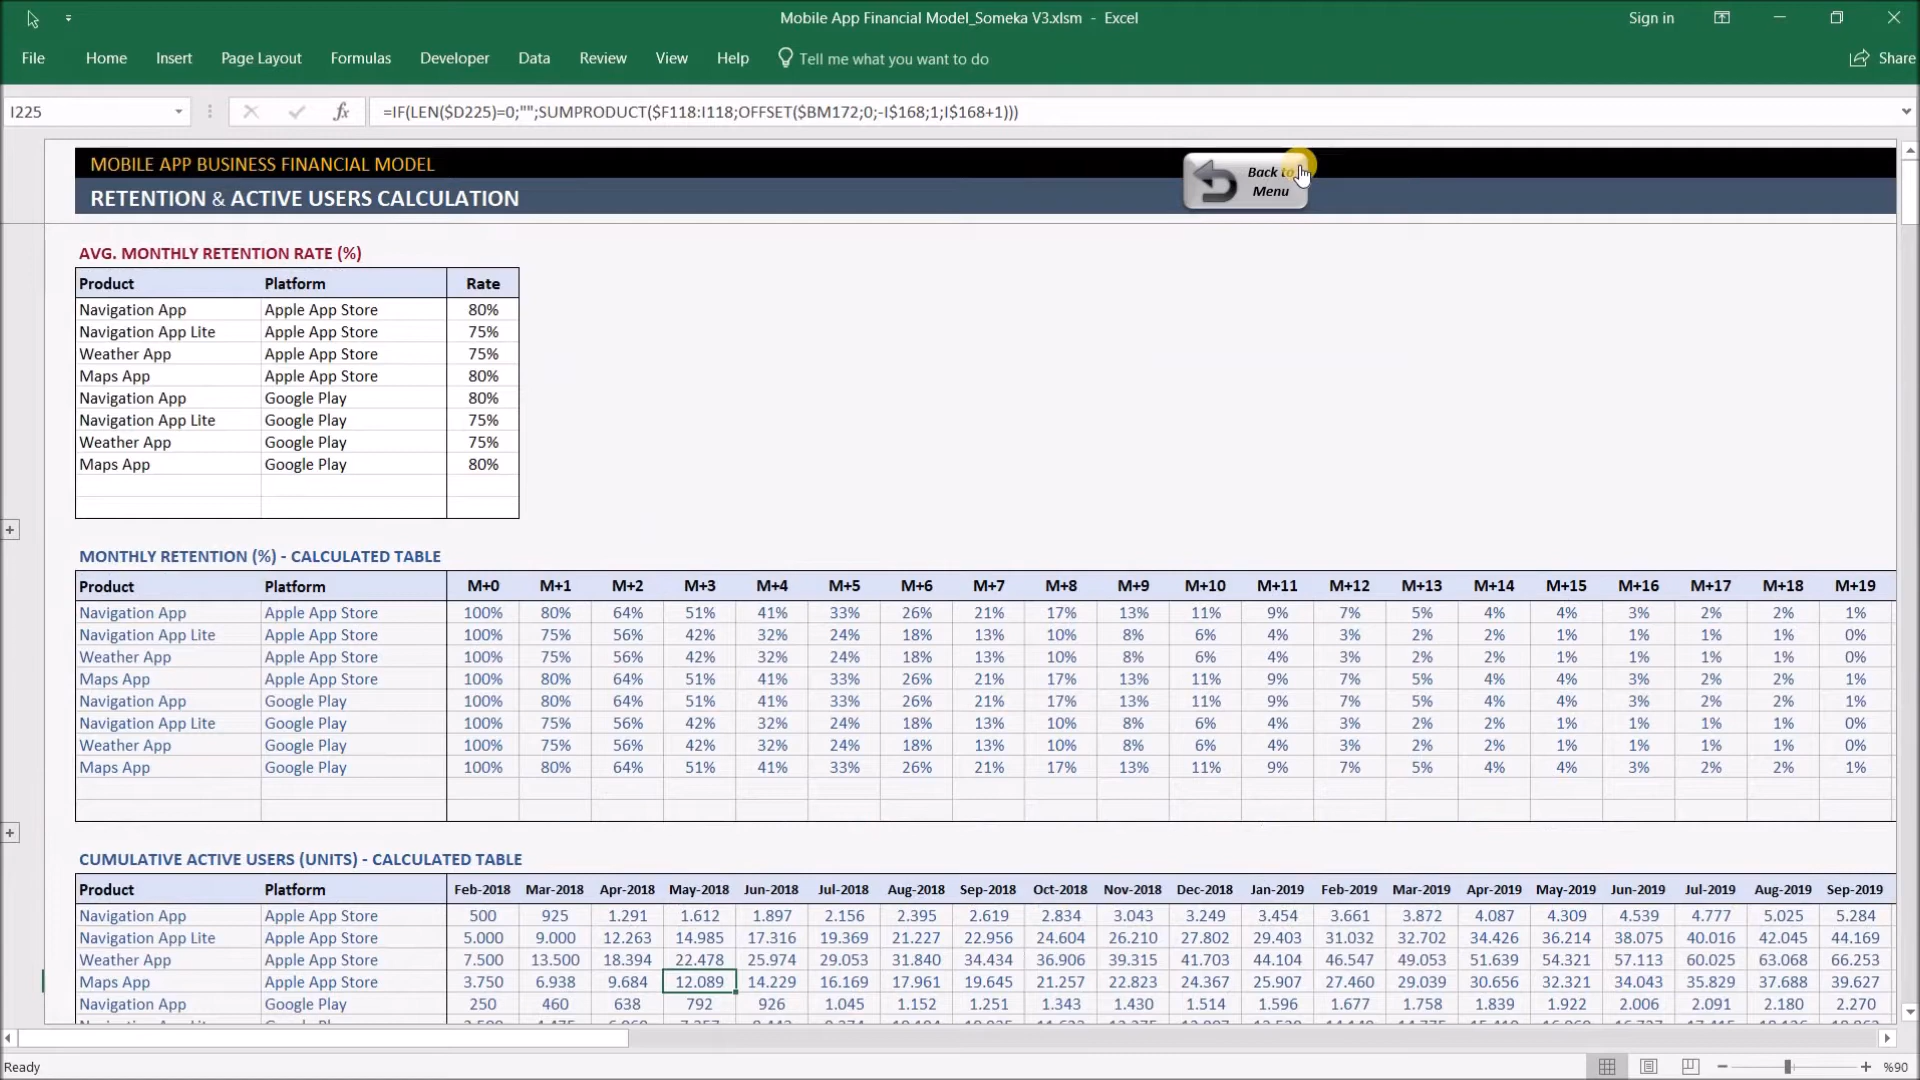 Mobile App Financial Model_Someka V3.xlsm - Excel
Sign in
File Home Insert Page Layout Formulas Data Developer Review View Help Tell me what you want to do Share
I225 fx =IF(LEN($D225)=0;"";SUMPRODUCT($F118:I118;OFFSET($BM172;0;-I$168;1;I$168+1)))
MOBILE APP BUSINESS FINANCIAL MODEL
RETENTION & ACTIVE USERS CALCULATION
Back to
Menu
AVG. MONTHLY RETENTION RATE (%)
Product Platform Rate
Navigation App Apple App Store 80%
Navigation App Lite Apple App Store 75%
Weather App Apple App Store 75%
Maps App Apple App Store 80%
Navigation App Google Play 80%
Navigation App Lite Google Play 75%
Weather App Google Play 75%
Maps App Google Play 80%
MONTHLY RETENTION (%) - CALCULATED TABLE
Product Platform M+0 M+1 M+2 M+3 M+4 M+5 M+6 M+7 M+8 M+9 M+10 M+11 M+12 M+13 M+14 M+15 M+16 M+17 M+18 M+19
Navigation App Apple App Store 100% 80% 64% 51% 41% 33% 26% 21% 17% 13% 11% 9% 7% 5% 4% 4% 3% 2% 2% 1%
Navigation App Lite Apple App Store 100% 75% 56% 42% 32% 24% 18% 13% 10% 8% 6% 4% 3% 2% 2% 1% 1% 1% 1% 0%
Weather App Apple App Store 100% 75% 56% 42% 32% 24% 18% 13% 10% 8% 6% 4% 3% 2% 2% 1% 1% 1% 1% 0%
Maps App Apple App Store 100% 80% 64% 51% 41% 33% 26% 21% 17% 13% 11% 9% 7% 5% 4% 4% 3% 2% 2% 1%
Navigation App Google Play 100% 80% 64% 51% 41% 33% 26% 21% 17% 13% 11% 9% 7% 5% 4% 4% 3% 2% 2% 1%
Navigation App Lite Google Play 100% 75% 56% 42% 32% 24% 18% 13% 10% 8% 6% 4% 3% 2% 2% 1% 1% 1% 1% 0%
Weather App Google Play 100% 75% 56% 42% 32% 24% 18% 13% 10% 8% 6% 4% 3% 2% 2% 1% 1% 1% 1% 0%
Maps App Google Play 100% 80% 64% 51% 41% 33% 26% 21% 17% 13% 11% 9% 7% 5% 4% 4% 3% 2% 2% 1%
CUMULATIVE ACTIVE USERS (UNITS) - CALCULATED TABLE
Product Platform Feb-2018 Mar-2018 Apr-2018 May-2018 Jun-2018 Jul-2018 Aug-2018 Sep-2018 Oct-2018 Nov-2018 Dec-2018 Jan-2019 Feb-2019 Mar-2019 Apr-2019 May-2019 Jun-2019 Jul-2019 Aug-2019 Sep-2019
Navigation App Apple App Store 500 925 1.291 1.612 1.897 2.156 2.395 2.619 2.834 3.043 3.249 3.454 3.661 3.872 4.087 4.309 4.539 4.777 5.025 5.284
Navigation App Lite Apple App Store 5.000 9.000 12.263 14.985 17.316 19.369 21.227 22.956 24.604 26.210 27.802 29.403 31.032 32.702 34.426 36.214 38.075 40.016 42.045 44.169
Weather App Apple App Store 7.500 13.500 18.394 22.478 25.974 29.053 31.840 34.434 36.906 39.315 41.703 44.104 46.547 49.053 51.639 54.321 57.113 60.025 63.068 66.253
Maps App Apple App Store 3.750 6.938 9.684 12.089 14.229 16.169 17.961 19.645 21.257 22.823 24.367 25.907 27.460 29.039 30.656 32.321 34.043 35.829 37.688 39.627
Navigation App Google Play 250 460 638 792 926 1.045 1.152 1.251 1.343 1.430 1.514 1.596 1.677 1.758 1.839 1.922 2.006 2.091 2.180 2.270
Ready %90